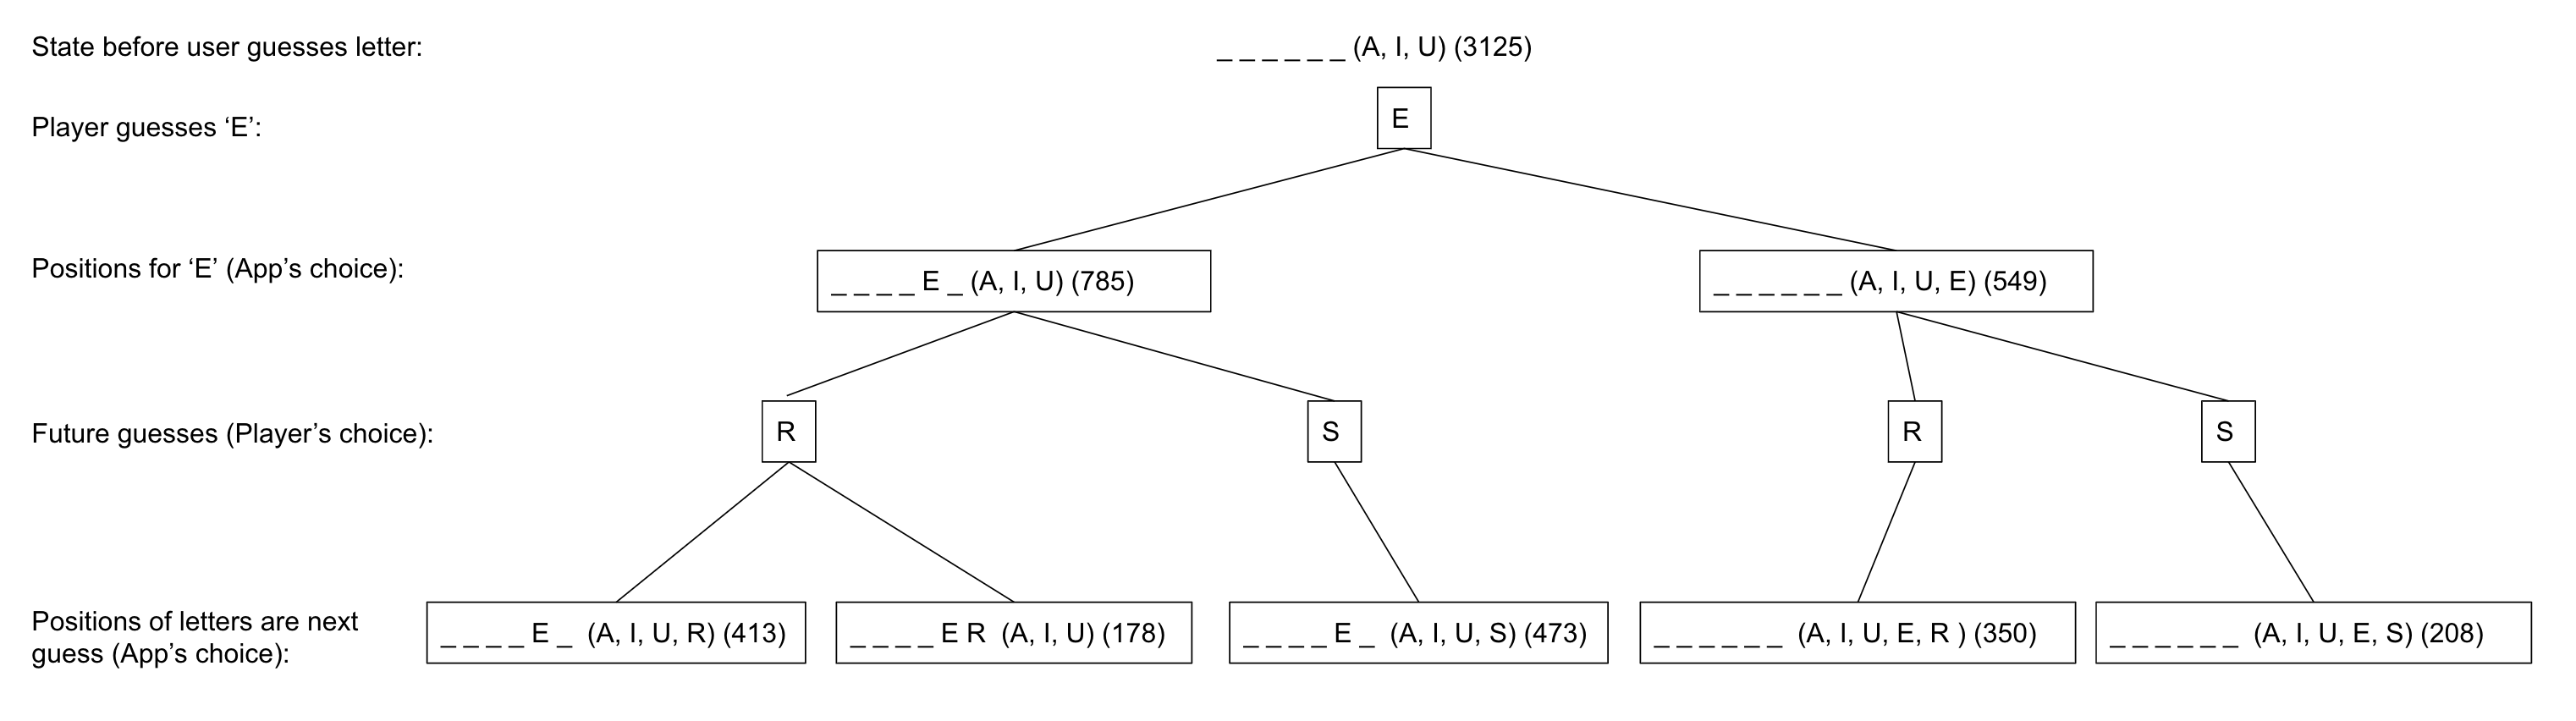 State before user guesses letter:
_ _ _ _ _ _ (A, I, U) (3125)
Player guesses ‘E’:
E
Positions for ‘E’ (App’s choice):
_ _ _ _ E _ (A, I, U) (785)
_ _ _ _ _ _ (A, I, U, E) (549)
Future guesses (Player’s choice):
R
S
R
S
Positions of letters are next
guess (App’s choice):
_ _ _ _ E _ (A, I, U, R) (413)
_ _ _ _ E R (A, I, U) (178)
_ _ _ _ E _ (A, I, U, S) (473)
_ _ _ _ _ _ (A, I, U, E, R ) (350)
_ _ _ _ _ _ (A, I, U, E, S) (208)